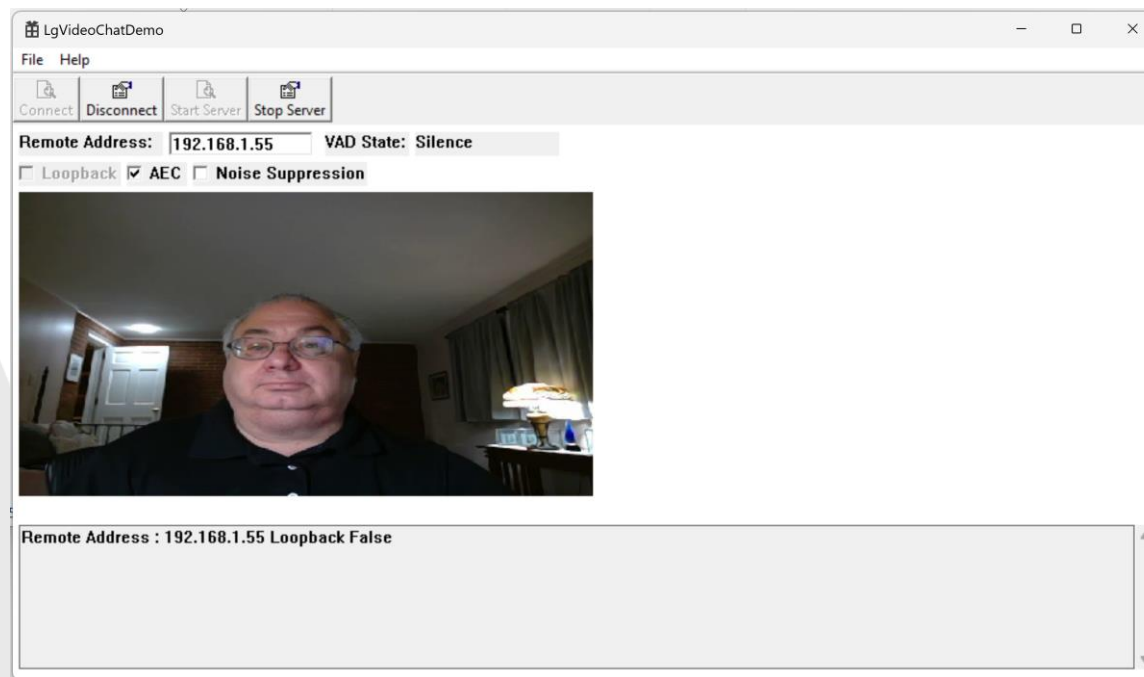 LgVideoChatDemo
File Help
Connect Disconnect Start Server Stop Server
Remote Address: 192.168.1.55 VAD State: Silence
Loopback AEC Noise Suppression
Remote Address : 192.168.1.55 Loopback False